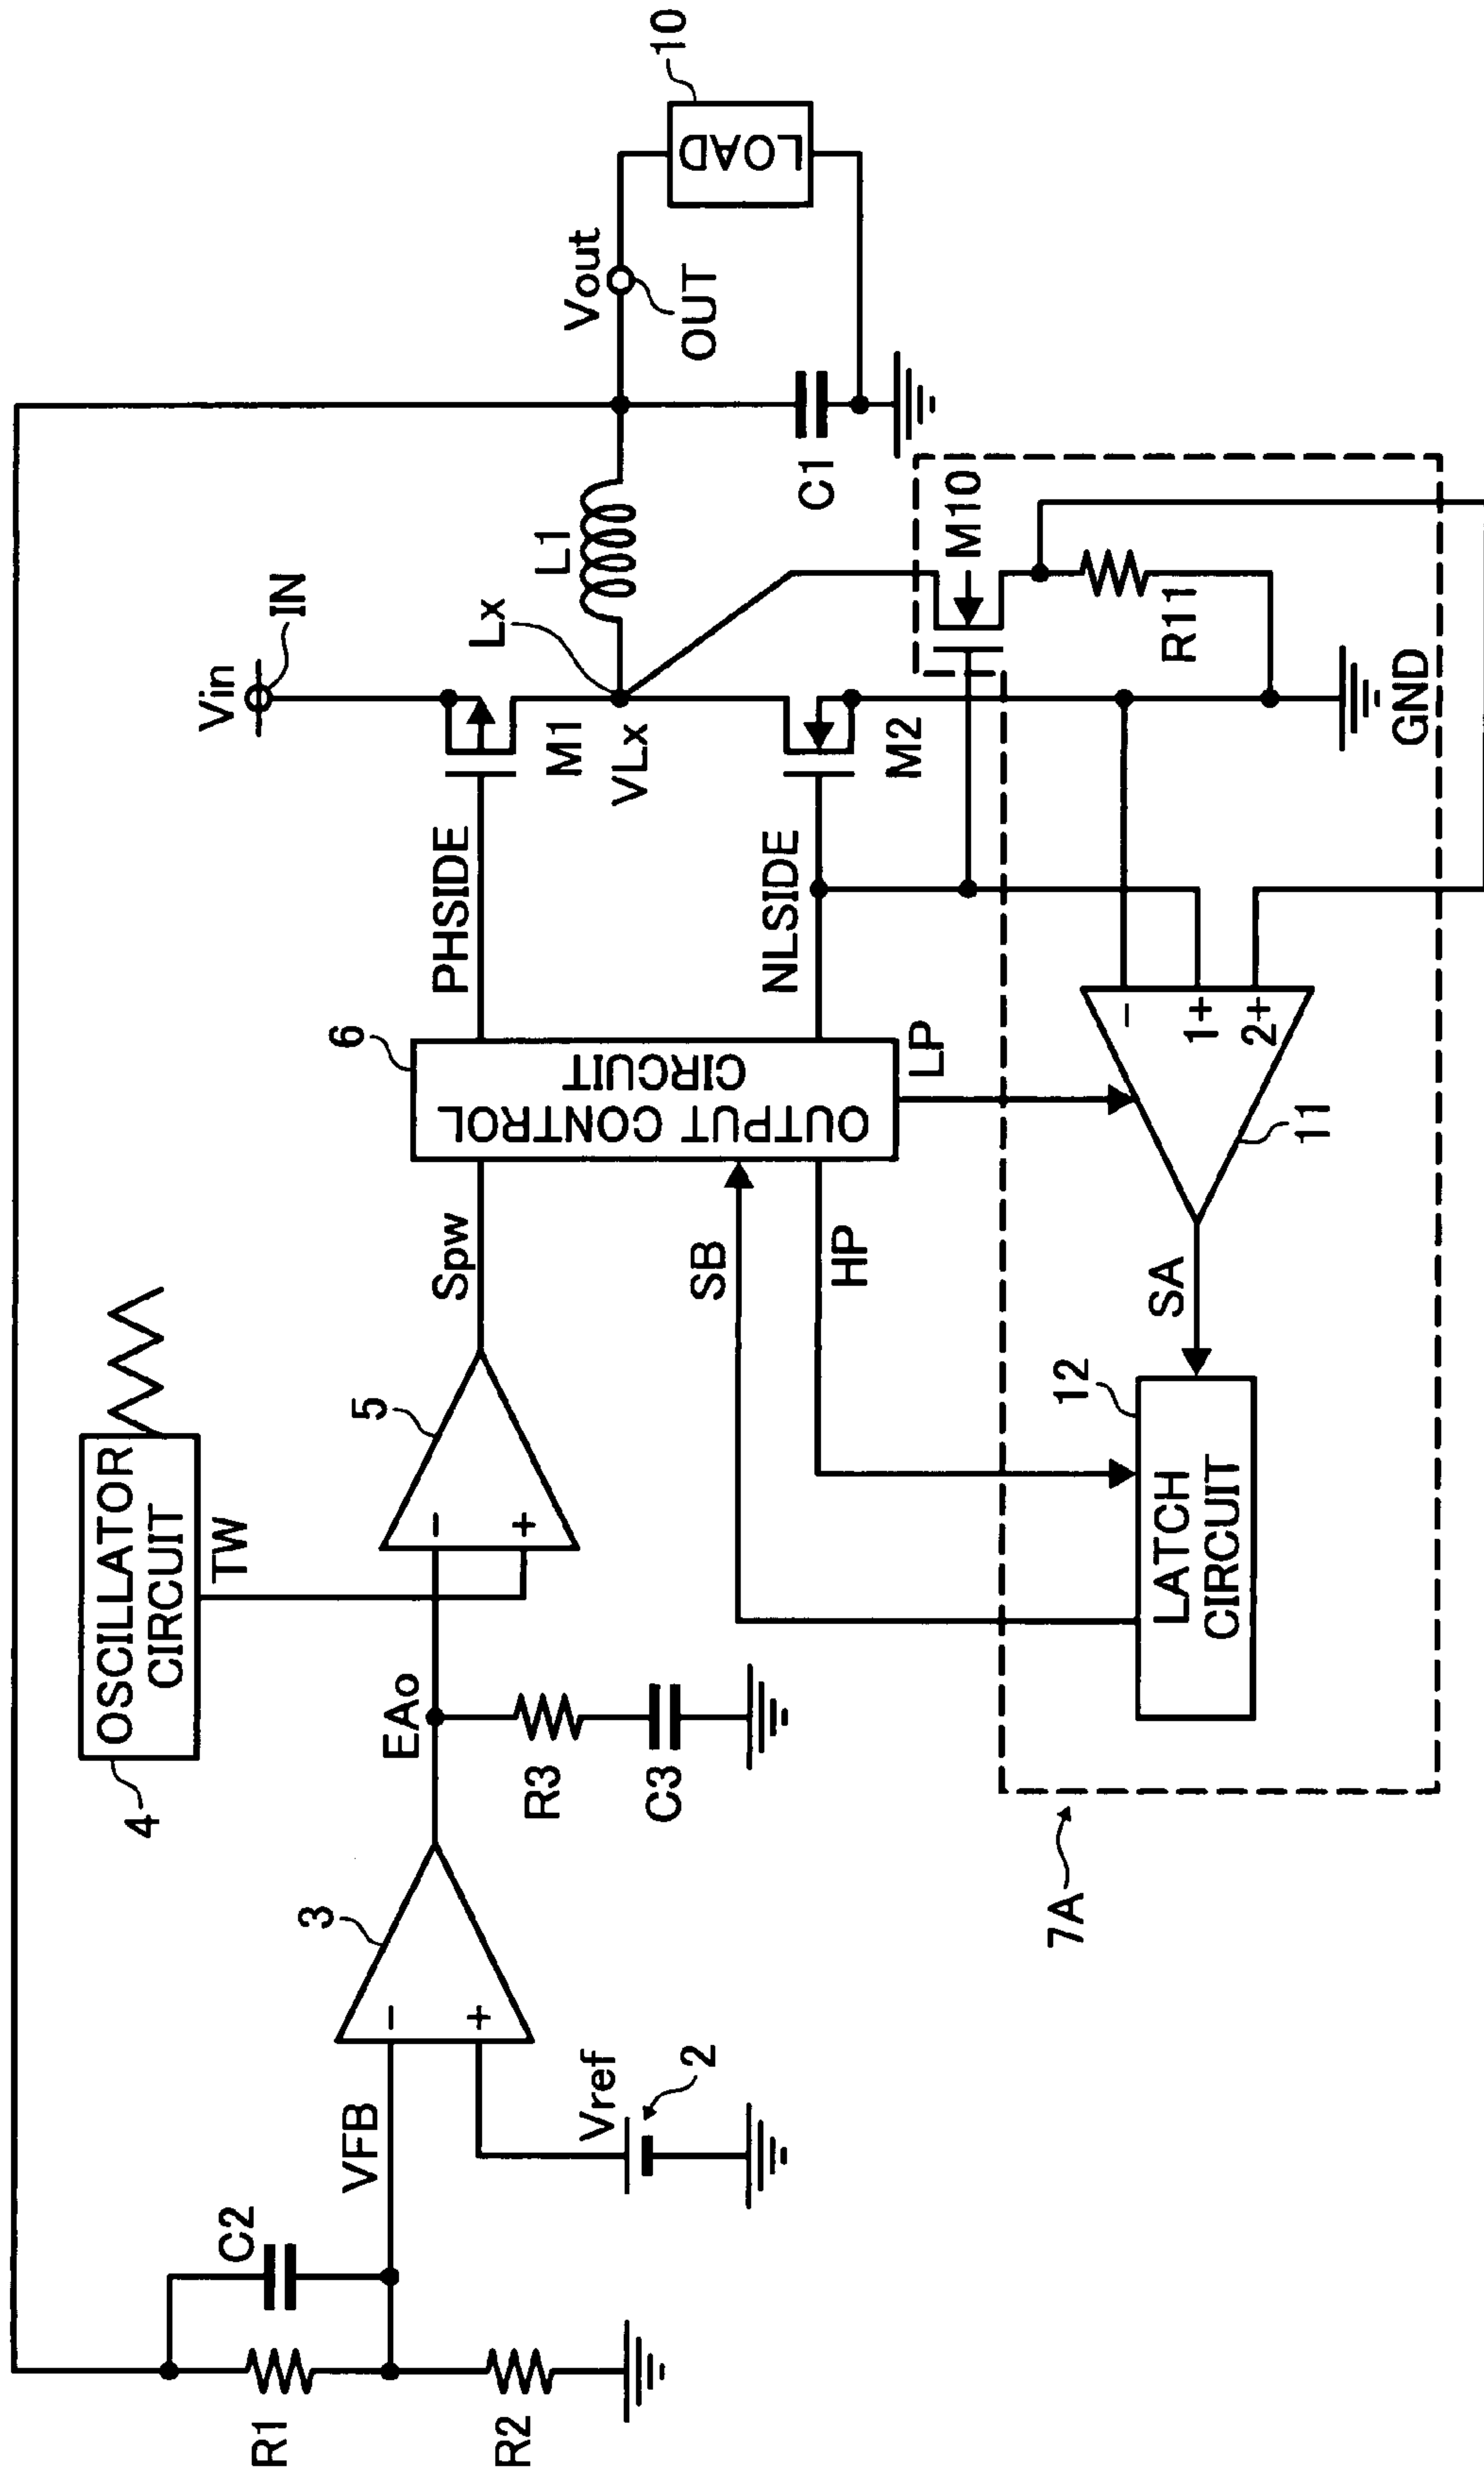 R1
C2
R2
VFB
Vref
2
-
+
3
EAo
R3
C3
4
OSCILLATOR
CIRCUIT
TW
-
+
5
Spw
SB
HP
6
OUTPUT CONTROL
CIRCUIT
LP
PHSIDE
NLSIDE
Vin
IN
M1
Lx
VLx
L1
M2
C1
Vout
OUT
10
LOAD
M10
R11
GND
7A
LATCH
CIRCUIT
12
SA
-
1+
2+
11